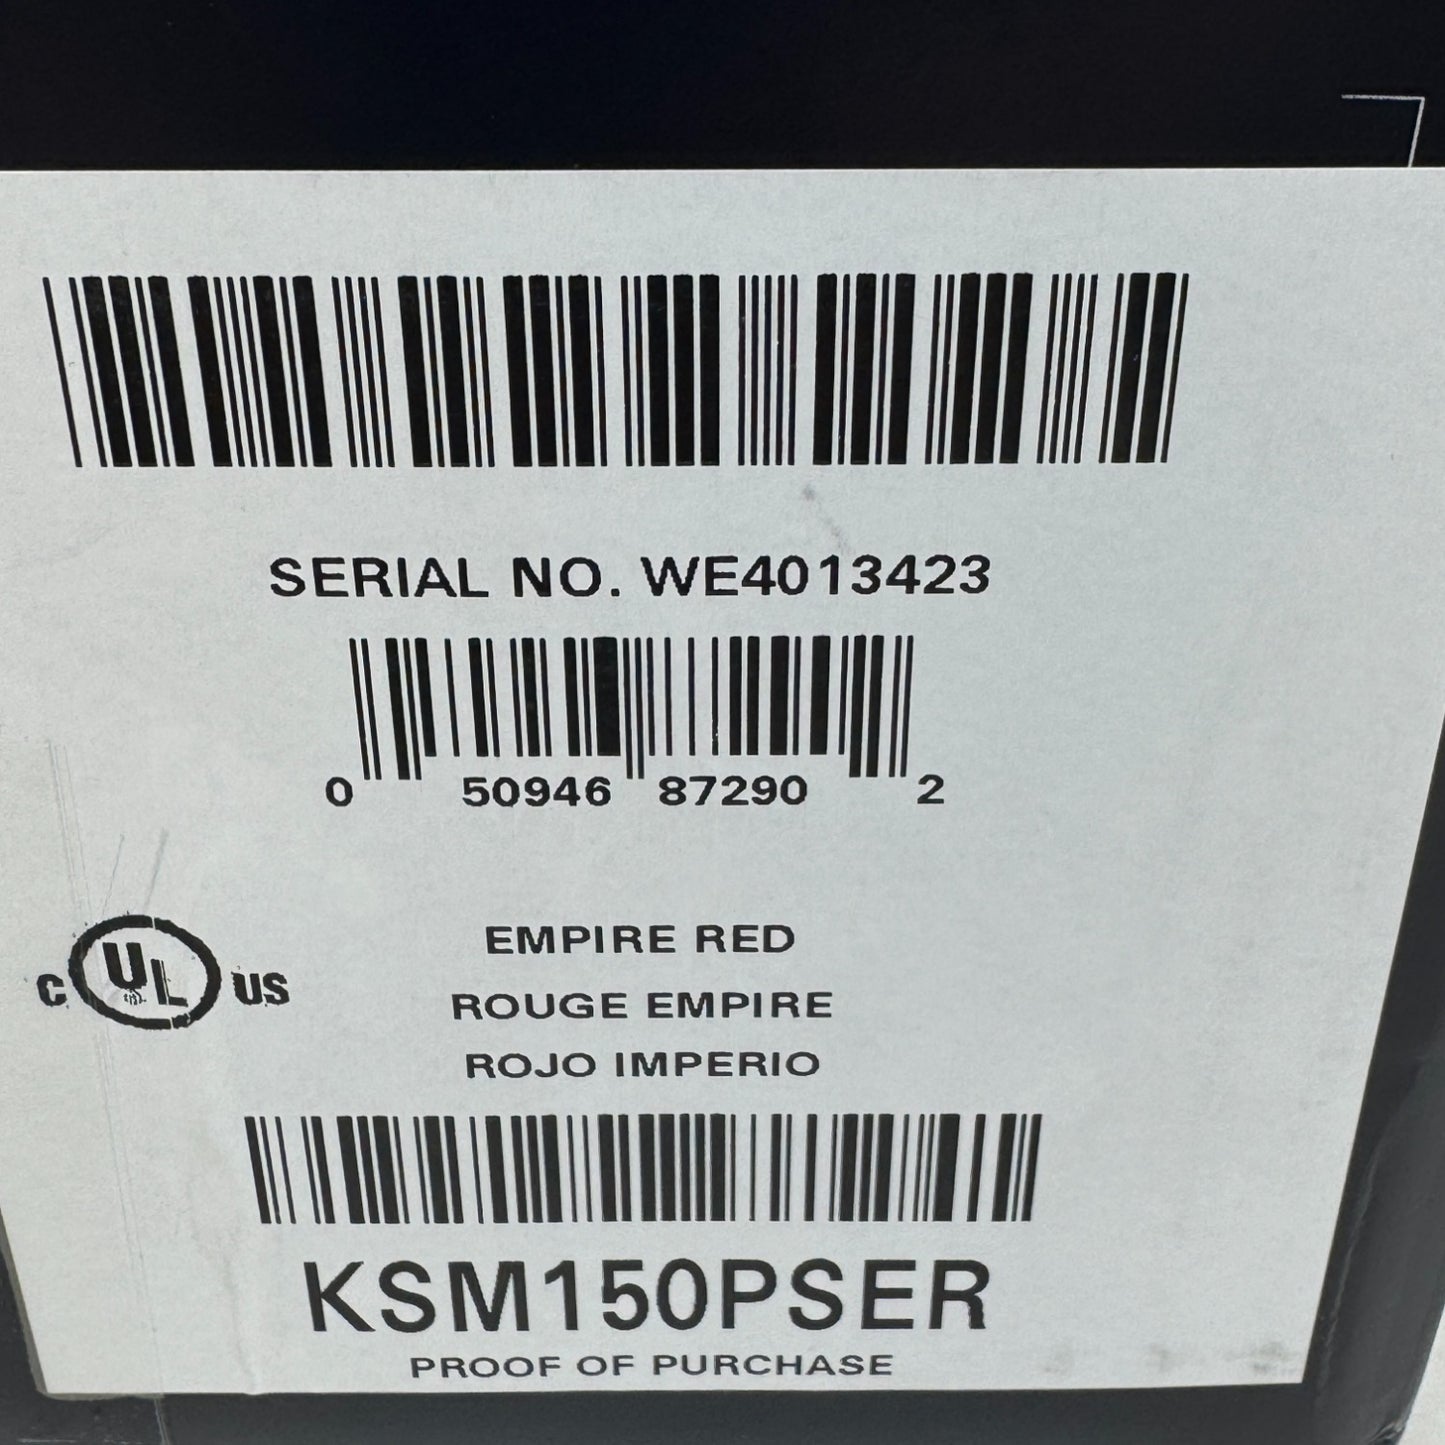 SERIAL NO. WE4013423
0 50946 87290 2
EMPIRE RED
C UL US
ROUGE EMPIRE
ROJO IMPERIO
KSM150PSER
PROOF OF PURCHASE